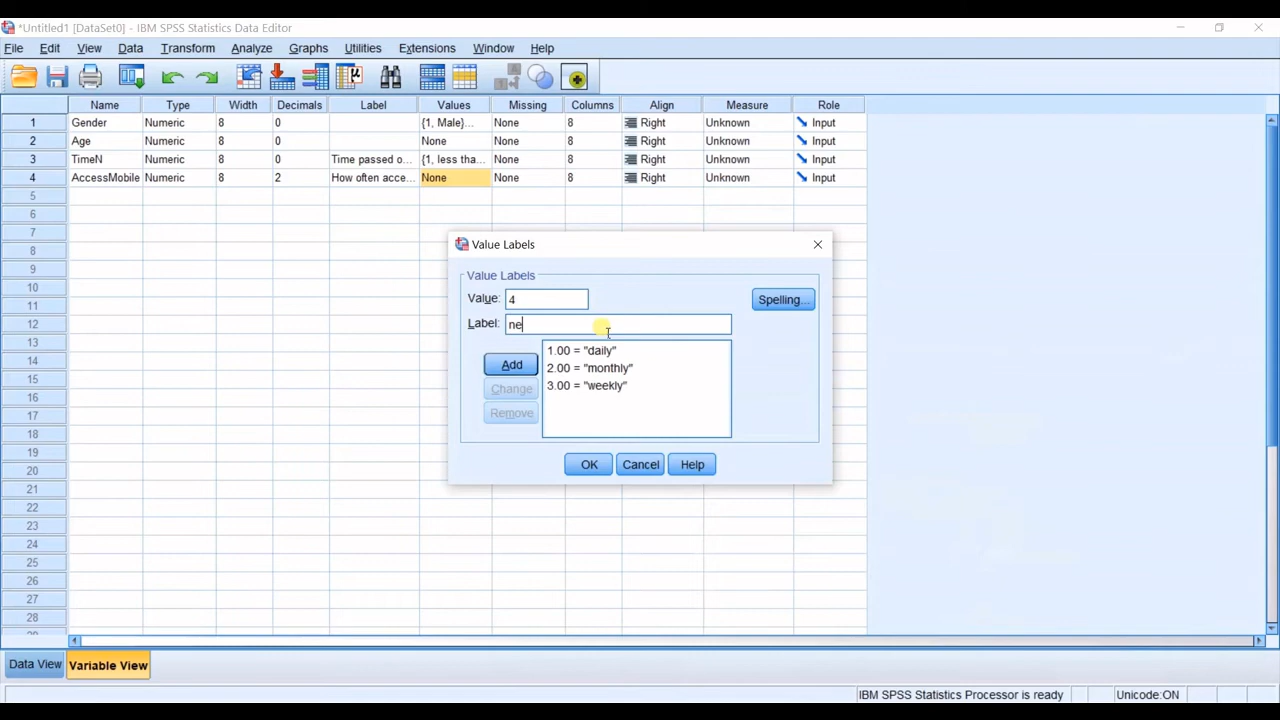 *Untitled1 [DataSet0] - IBM SPSS Statistics Data Editor
File Edit View Data Transform Analyze Graphs Utilities Extensions Window Help
Name Type Width Decimals Label Values Missing Columns Align Measure Role
1 Gender Numeric 8 0 {1, Male}... None 8 Right Unknown Input
2 Age Numeric 8 0 None None 8 Right Unknown Input
3 TimeN Numeric 8 0 Time passed o... {1, less tha... None 8 Right Unknown Input
4 AccessMobile Numeric 8 2 How often acce... None None 8 Right Unknown Input
5
6
7
8
9
10
11
12
13
14
15
16
17
18
19
20
21
22
23
24
25
26
27
28
29
Value Labels
Value Labels
Value: 4 Spelling...
Label: ne
1.00 = "daily"
Add
2.00 = "monthly"
3.00 = "weekly"
Change
Remove
OK Cancel Help
Data View Variable View
IBM SPSS Statistics Processor is ready Unicode:ON